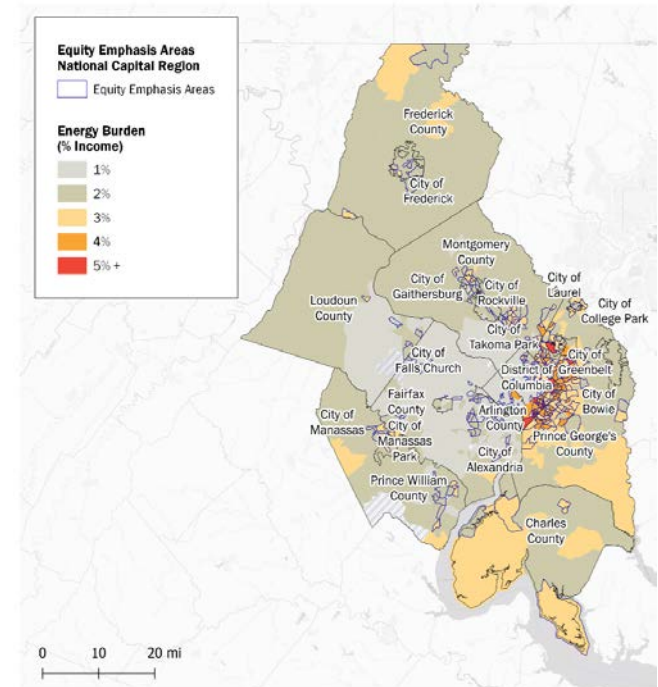 Equity Emphasis Areas
National Capital Region
Equity Emphasis Areas
Energy Burden
(% Income)
1%
2%
3%
4%
5% +
Frederick
County
City of
Frederick
Montgomery
County
City of
Gaithersburg
City of
Rockville
City of
Laurel
City of
College Park
Loudoun
County
City of
Takoma Park
City of
Falls Church
District of
Columbia
City of
Greenbelt
Fairfax
County
City of
Bowie
City of
Manassas
City of
Manassas
Park
Arlington
County
Prince George's
County
City of
Alexandria
Prince William
County
Charles
County
0 10 20 mi